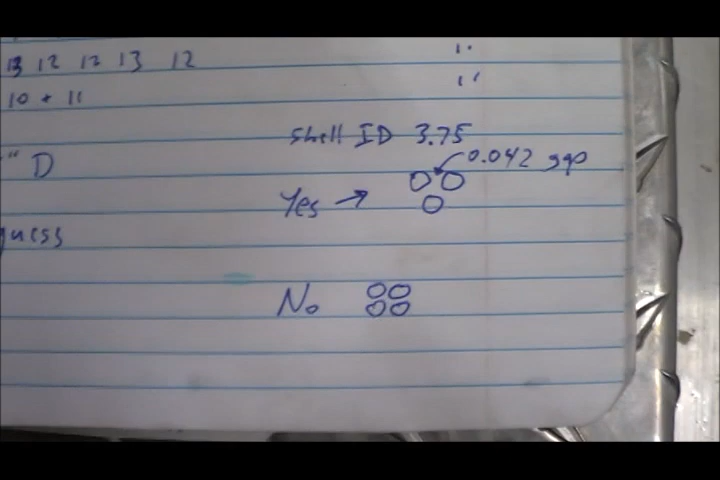 13 12 12 13 12
10 + 11
Shell ID 3.75
" D
0.042 gap
Yes →
guess
No